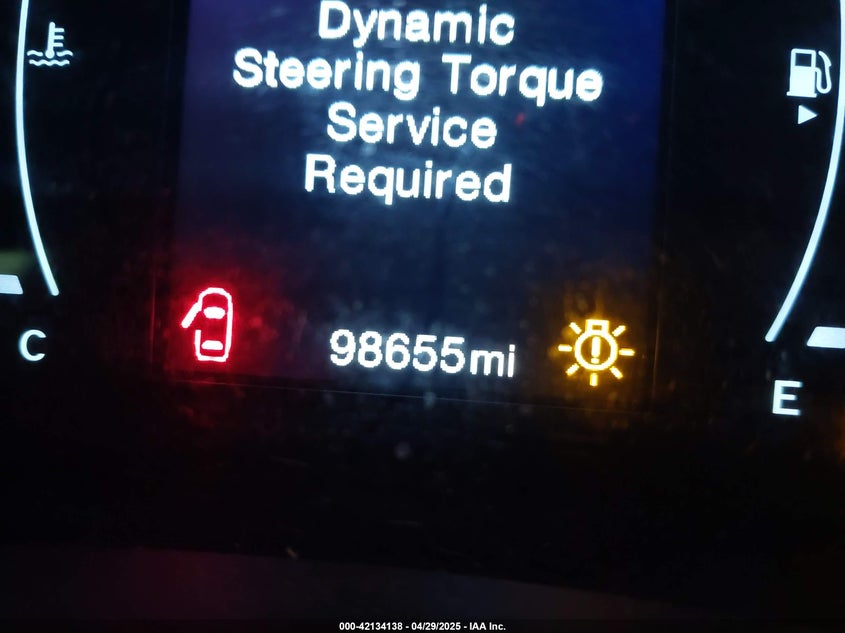 Dynamic
Steering Torque
Service
Required
C
98655mi
E
000-42134138 - 04/29/2025 - IAA Inc.